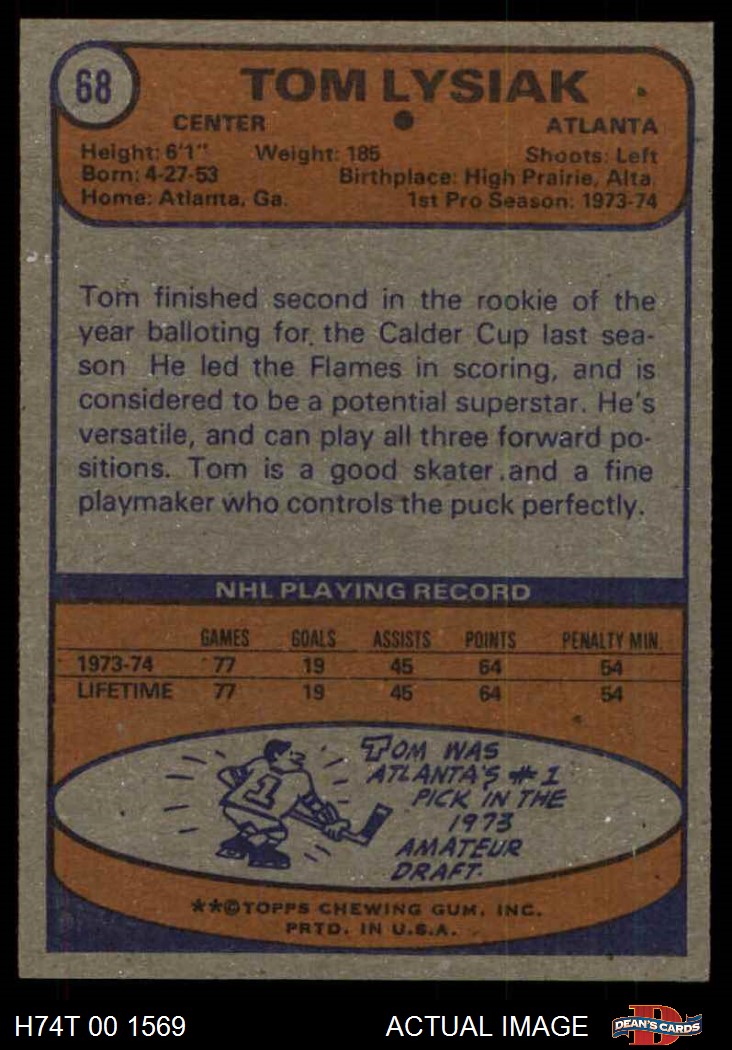 68
TOM LYSIAK
CENTER ATLANTA
Height: 6'1" Weight: 185 Shoots: Left
Born: 4-27-53 Birthplace: High Prairie, Alta.
Home: Atlanta, Ga. 1st Pro Season: 1973-74
Tom finished second in the rookie of the
year balloting for the Calder Cup last sea-
son He led the Flames in scoring, and is
considered to be a potential superstar. He's
versatile, and can play all three forward po-
sitions. Tom is a good skater and a fine
playmaker who controls the puck perfectly.
NHL PLAYING RECORD
GAMES GOALS ASSISTS POINTS PENALTY MIN.
1973-74 77 19 45 64 54
LIFETIME 77 19 45 64 54
1
TOM WAS
ATLANTA'S #1
PICK IN THE
1973
AMATEUR
DRAFT.
**©TOPPS CHEWING GUM, INC.
PRTD. IN U.S.A.
H74T 00 1569 ACTUAL IMAGE
D
DEAN'S CARDS